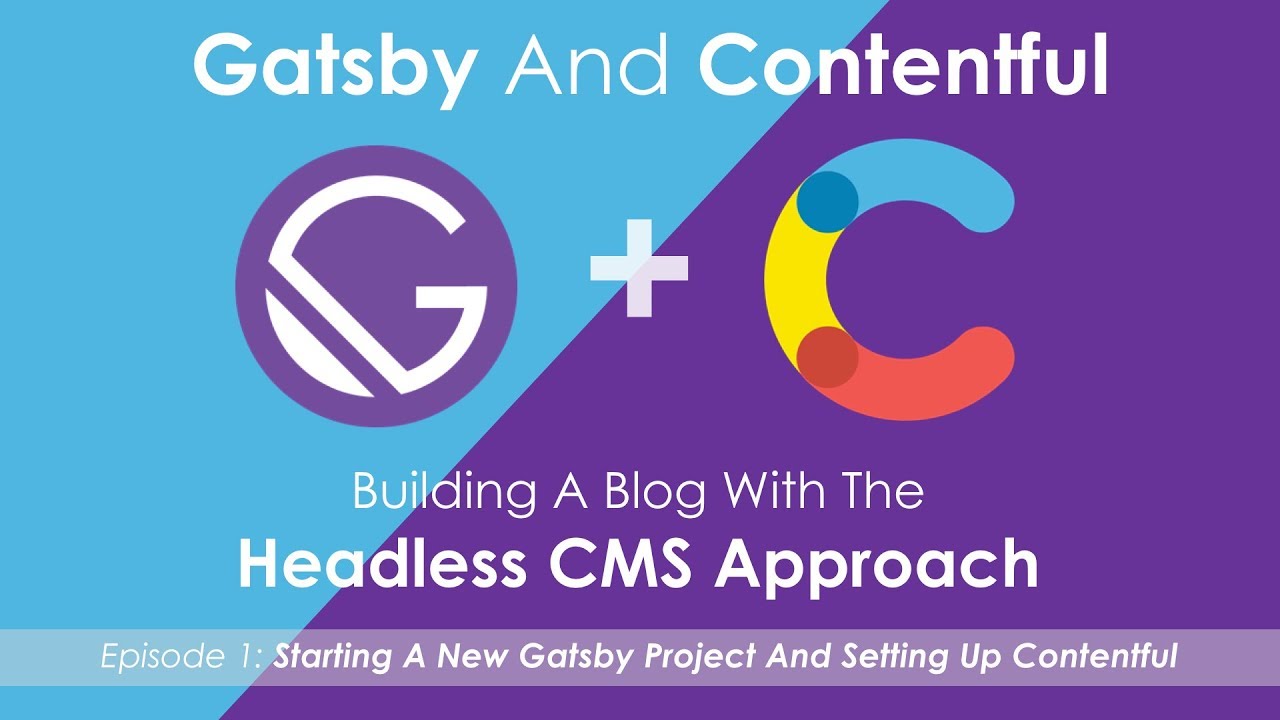 Gatsby And Contentful
Building A Blog With The
Headless CMS Approach
Episode 1: Starting A New Gatsby Project And Setting Up Contentful